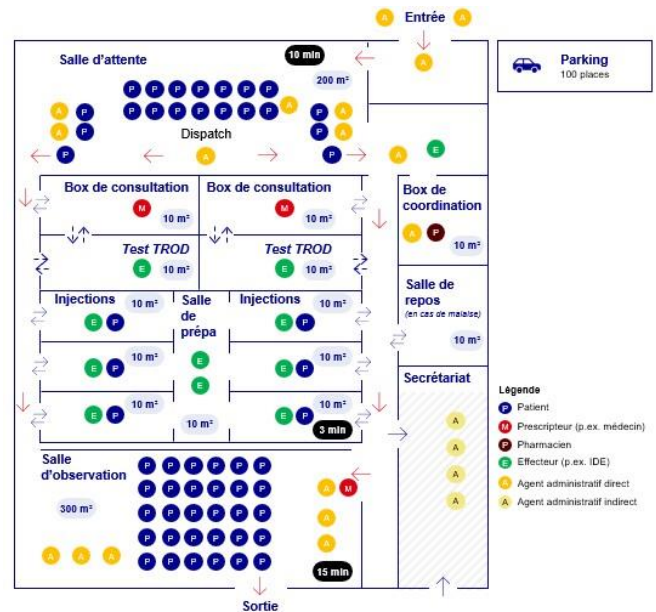 A
Entrée
A
Parking
100 places
Salle d'attente
10 min
A
200 m²
P P P P P P P
P P P P P P P
A
A P
A P
P
P A
P A
P
Dispatch
A
A
E
Box de consultation
M
10 m²
Box de consultation
M
10 m²
Box de
coordination
A P
10 m²
Test TROD
E
10 m²
Test TROD
E
10 m²
Salle de
repos
(en cas de malaise)
10 m²
Injections
10 m²
E P
Salle
de
prépa
E
E
10 m²
Injections
10 m²
E P
10 m²
E P
10 m²
E P
10 m²
E P
10 m²
E P
3 min
Secrétariat
A
A
A
A
Légende
P Patient
M Prescripteur (p.ex. médecin)
P Pharmacien
E Effecteur (p.ex. IDE)
A Agent administratif direct
A Agent administratif indirect
Salle
d'observation
300 m²
P P P P P P
P P P P P P
P P P P P P
P P P P P P
P P P P P P
A M
A
A
A A A
15 min
Sortie